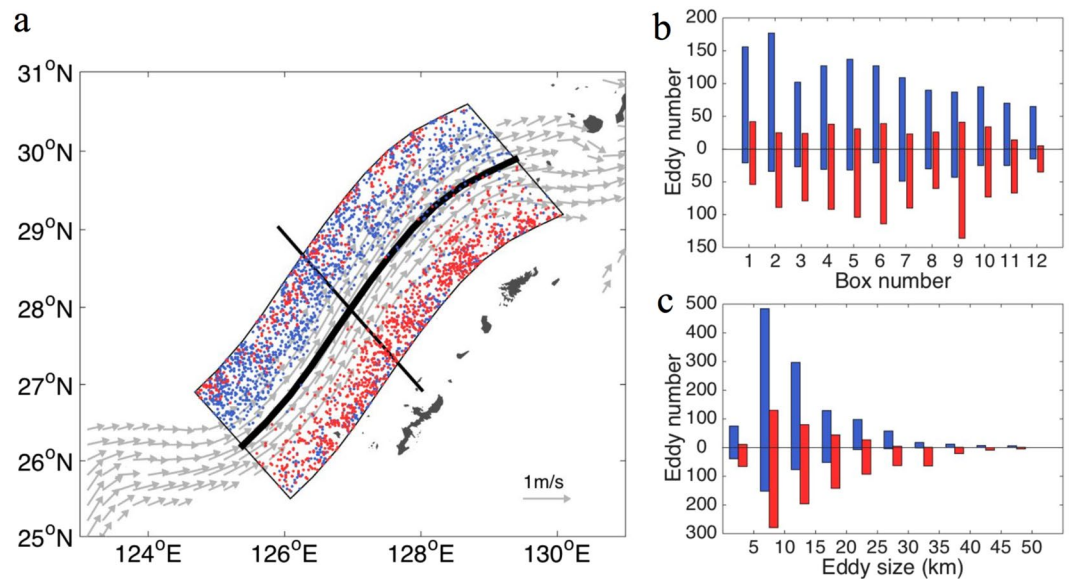 a
31°N
30°N
29°N
28°N
27°N
26°N
25°N
124°E 126°E 128°E 130°E
1m/s
b
Eddy number
200
150
100
50
0
50
100
150
1 2 3 4 5 6 7 8 9 10 11 12
Box number
c
Eddy number
500
400
300
200
100
0
100
200
300
5 10 15 20 25 30 35 40 45 50
Eddy size (km)